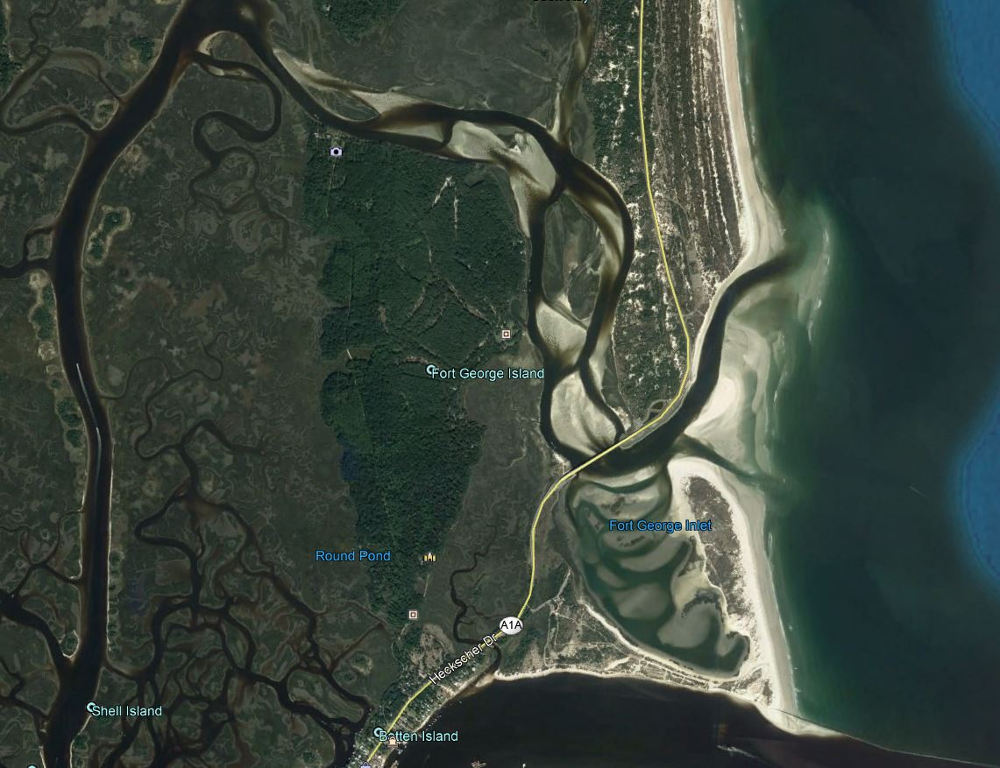 Fort George Island
Fort George Inlet
Round Pond
A1A
Heckscher Dr
Shell Island
Batten Island